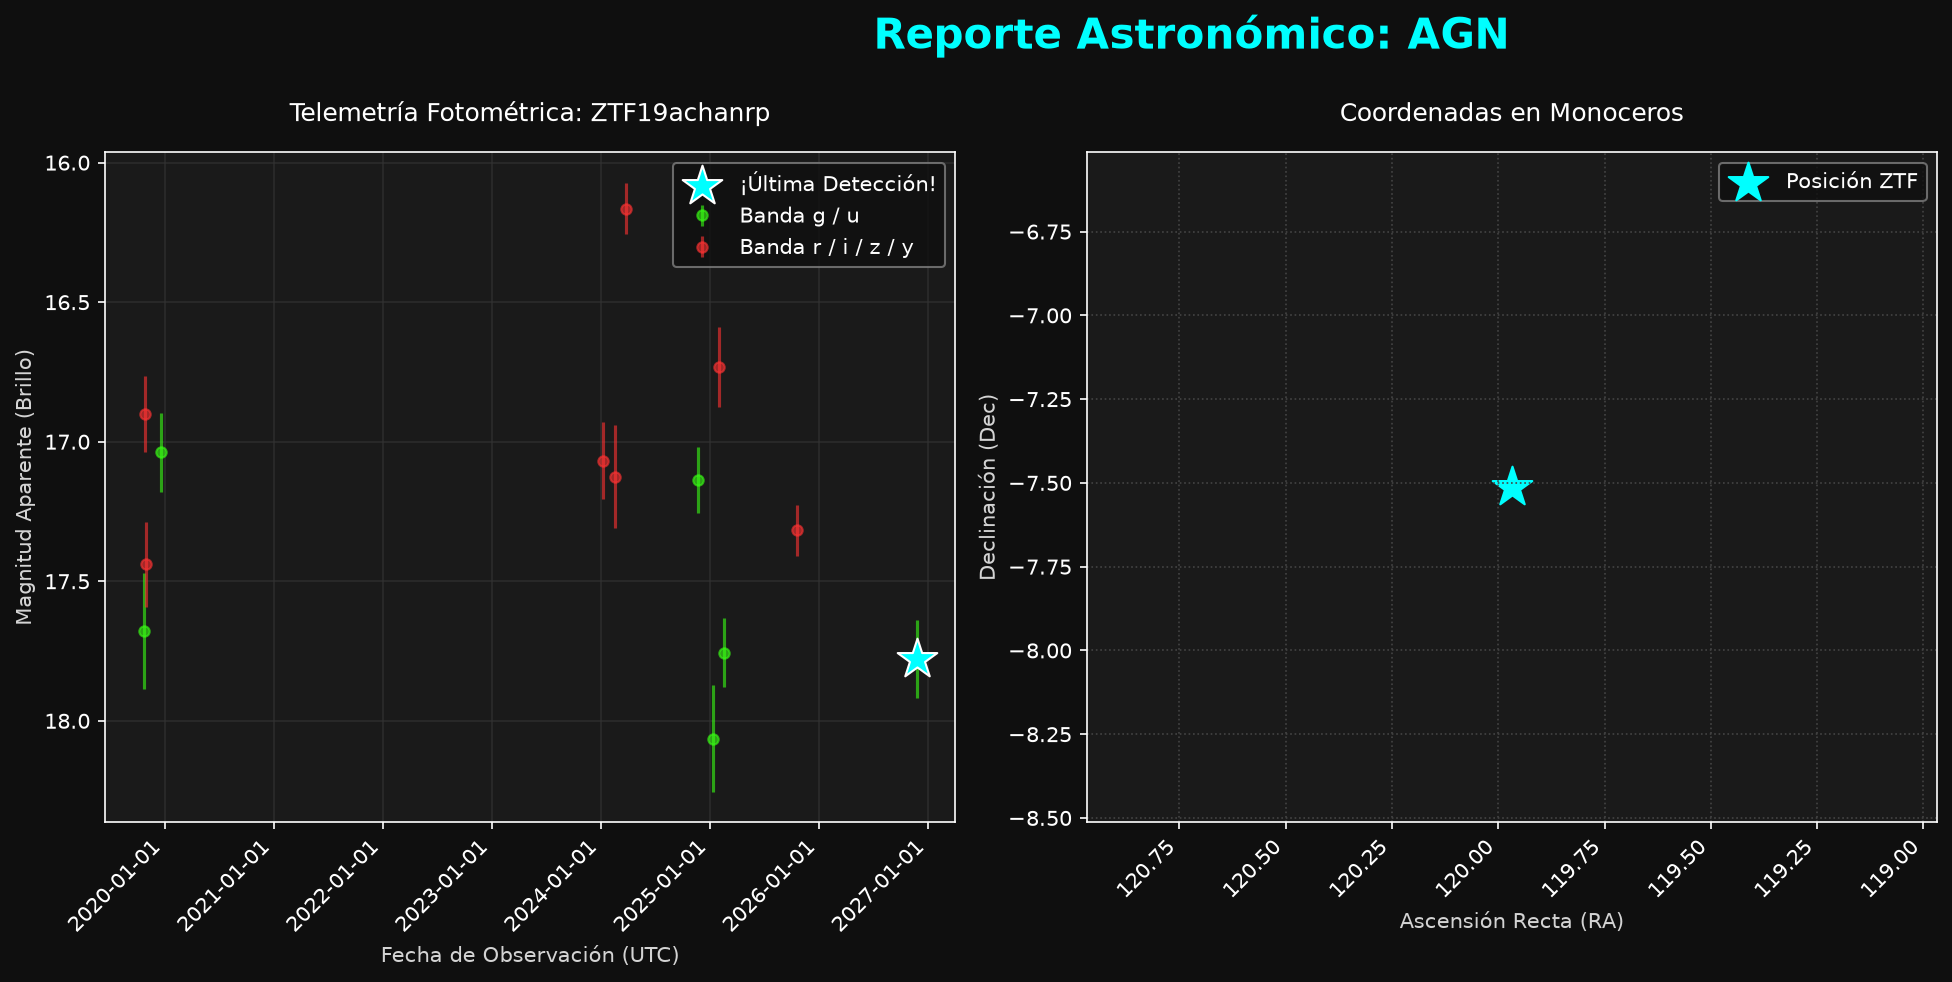 Reporte Astronómico: AGN
Telemetría Fotométrica: ZTF19achanrp
Magnitud Aparente (Brillo)
16.0
16.5
17.0
17.5
18.0
¡Última Detección!
Banda g / u
Banda r / i / z / y
2020-01-01
2021-01-01
2022-01-01
2023-01-01
2024-01-01
2025-01-01
2026-01-01
2027-01-01
Fecha de Observación (UTC)
Coordenadas en Monoceros
Declinación (Dec)
−6.75
−7.00
−7.25
−7.50
−7.75
−8.00
−8.25
−8.50
Posición ZTF
120.75
120.50
120.25
120.00
119.75
119.50
119.25
119.00
Ascensión Recta (RA)